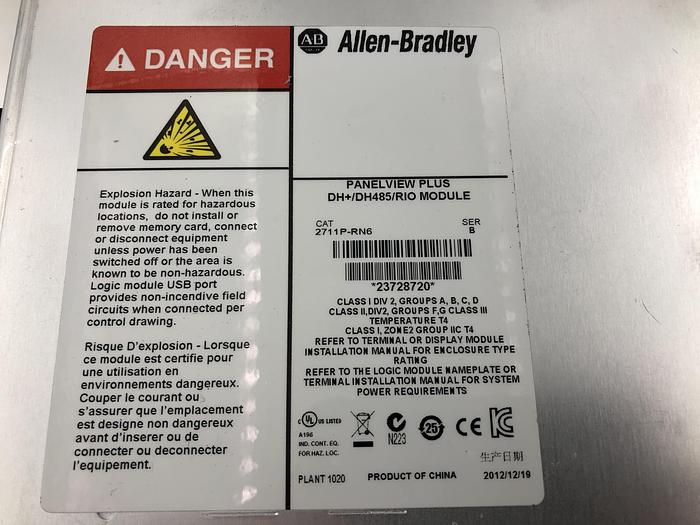 DANGER
Explosion Hazard - When this
module is rated for hazardous
locations, do not install or
remove memory card, connect
or disconnect equipment
unless power has been
switched off or the area is
known to be non-hazardous.
Logic module USB port
provides non-incendive field
circuits when connected per
control drawing.
Risque D'explosion - Lorsque
ce module est certifie pour
une utilisation en
environnements dangereux.
Couper le courant ou
s'assurer que l'emplacement
est designe non dangereux
avant d'inserer ou de
connecter ou deconnecter
l'equipement.
AB Allen-Bradley
PANELVIEW PLUS
DH+/DH485/RIO MODULE
CAT SER
2711P-RN6 B
*23728720*
CLASS I DIV 2, GROUPS A, B, C, D
CLASS II,DIV2, GROUPS F,G CLASS III
TEMPERATURE T4
CLASS I, ZONE2 GROUP IIC T4
REFER TO TERMINAL OR DISPLAY MODULE
INSTALLATION MANUAL FOR ENCLOSURE TYPE
RATING
REFER TO THE LOGIC MODULE NAMEPLATE OR
TERMINAL INSTALLATION MANUAL FOR SYSTEM
POWER REQUIREMENTS
c UL US LISTED
A196
IND. CONT. EQ.
FOR HAZ. LOC.
N223
25
CE
生产日期
PLANT 1020 PRODUCT OF CHINA 2012/12/19